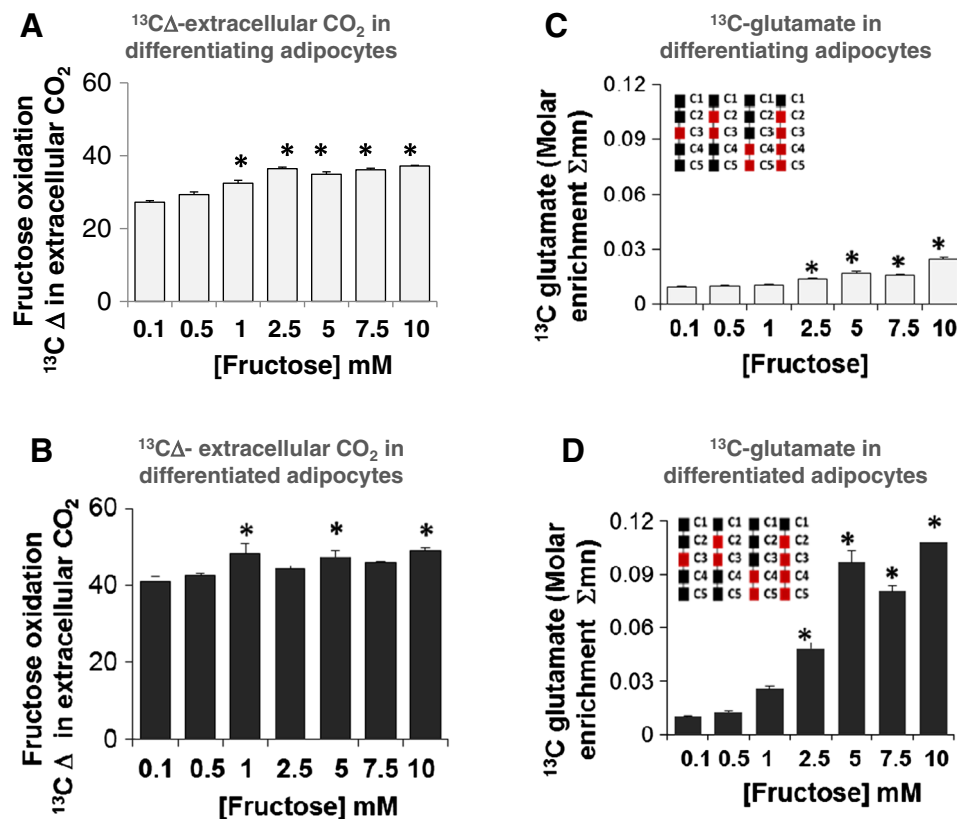 A
¹³CΔ-extracellular CO₂ in
differentiating adipocytes
Fructose oxidation
¹³C Δ in extracellular CO₂
60
40
20
0
* * * * *
0.1 0.5 1 2.5 5 7.5 10
[Fructose] mM
C
¹³C-glutamate in
differentiating adipocytes
¹³C glutamate (Molar
enrichment Σmn)
0.12
0.09
0.06
0.03
0
C1 C1 C1 C1
C2 C2 C2 C2
C3 C3 C3 C3
C4 C4 C4 C4
C5 C5 C5 C5
* * * *
0.1 0.5 1 2.5 5 7.5 10
[Fructose]
B
¹³CΔ- extracellular CO₂ in
differentiated adipocytes
Fructose oxidation
¹³C Δ in extracellular CO₂
60
40
20
0
* * *
0.1 0.5 1 2.5 5 7.5 10
[Fructose] mM
D
¹³C-glutamate in
differentiated adipocytes
¹³C glutamate (Molar
enrichment Σmn)
0.12
0.09
0.06
0.03
0
C1 C1 C1 C1
C2 C2 C2 C2
C3 C3 C3 C3
C4 C4 C4 C4
C5 C5 C5 C5
* * * *
0.1 0.5 1 2.5 5 7.5 10
[Fructose] mM